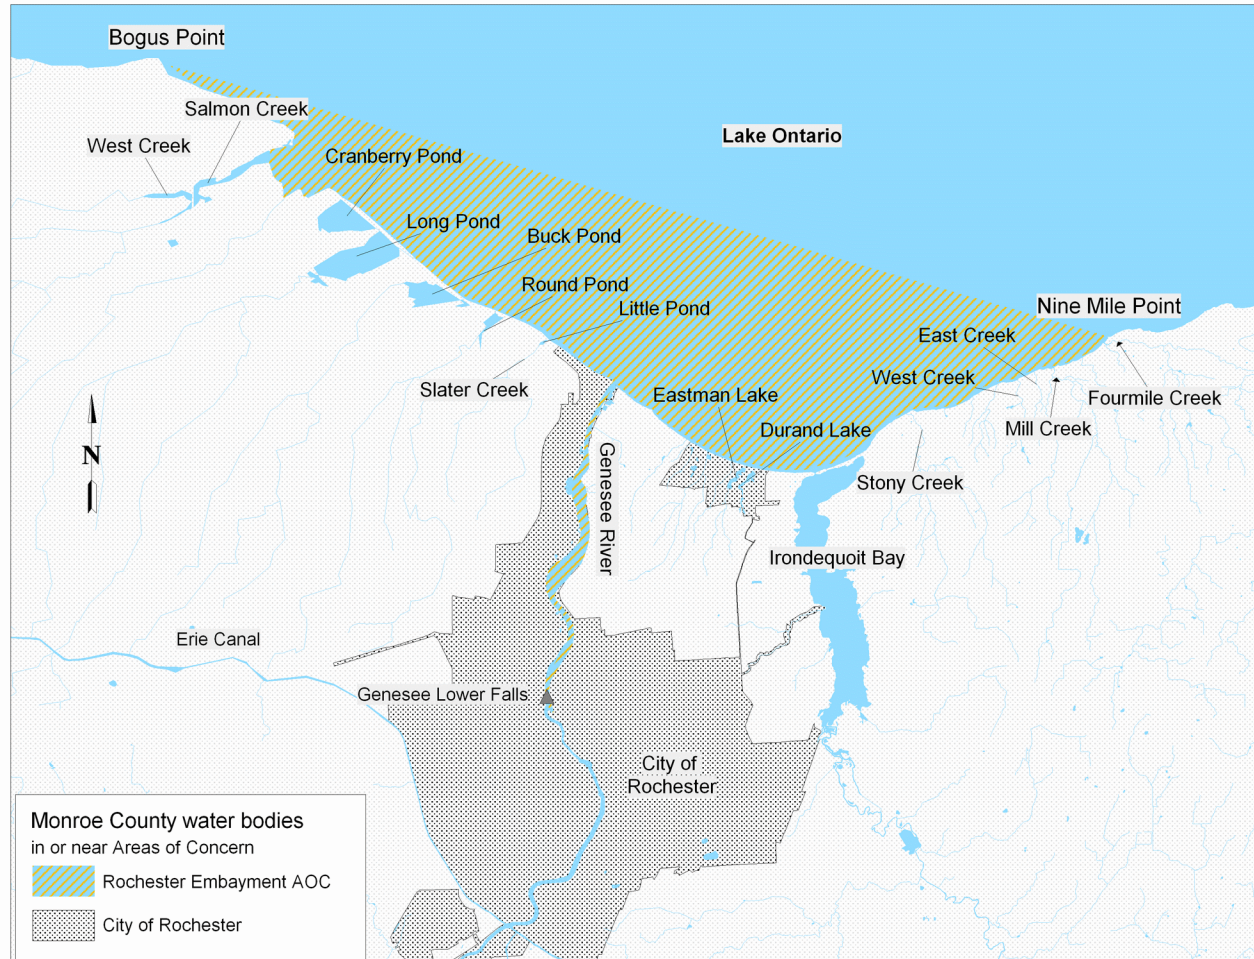 Bogus Point
Salmon Creek
West Creek
Lake Ontario
Cranberry Pond
Long Pond
Buck Pond
Round Pond
Little Pond
Nine Mile Point
East Creek
West Creek
Slater Creek
Eastman Lake
Fourmile Creek
Durand Lake
Mill Creek
N
Genesee River
Stony Creek
Irondequoit Bay
Erie Canal
Genesee Lower Falls
City of
Rochester
Monroe County water bodies
in or near Areas of Concern
Rochester Embayment AOC
City of Rochester